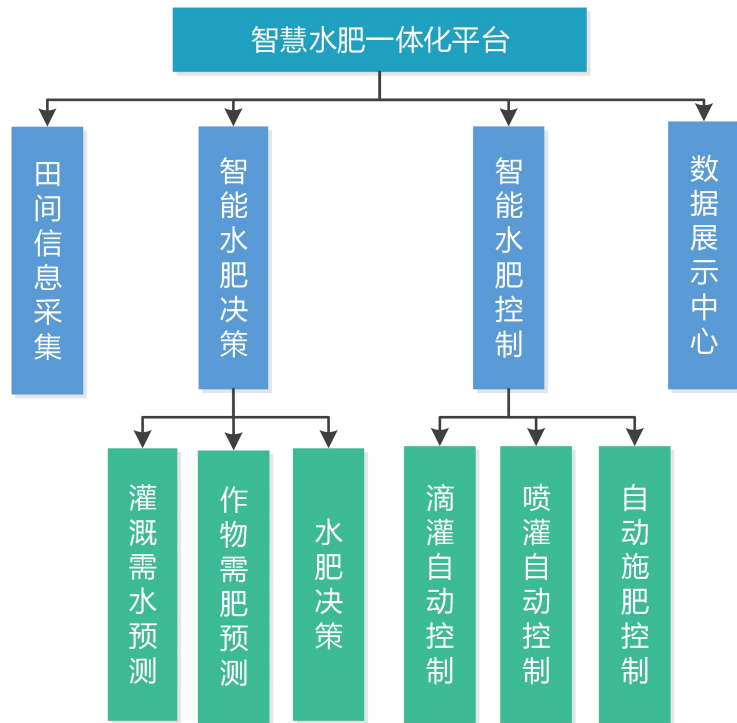 智慧水肥一体化平台
田间信息采集
智能水肥决策
智能水肥控制
数据展示中心
灌溉需水预测
作物需肥预测
水肥决策
滴灌自动控制
喷灌自动控制
自动施肥控制